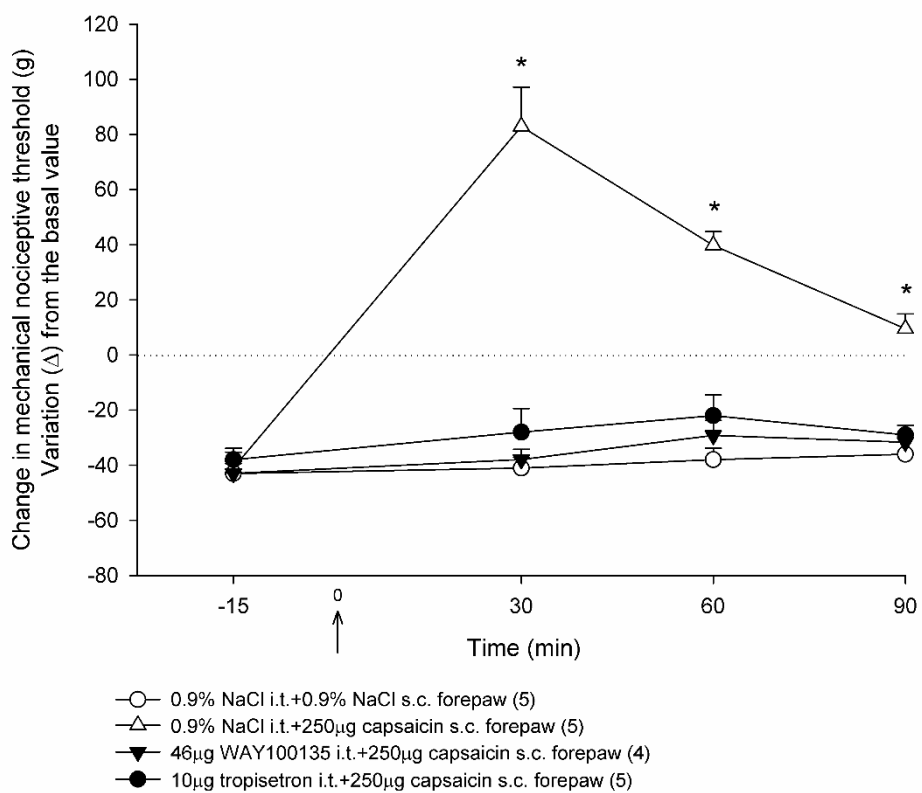 Change in mechanical nociceptive threshold (g)
Variation (Δ) from the basal value
120
100
80
60
40
20
0
-20
-40
-60
-80
*
*
*
-15
0
30
60
90
Time (min)
0.9% NaCl i.t.+0.9% NaCl s.c. forepaw (5)
0.9% NaCl i.t.+250μg capsaicin s.c. forepaw (5)
46μg WAY100135 i.t.+250μg capsaicin s.c. forepaw (4)
10μg tropisetron i.t.+250μg capsaicin s.c. forepaw (5)